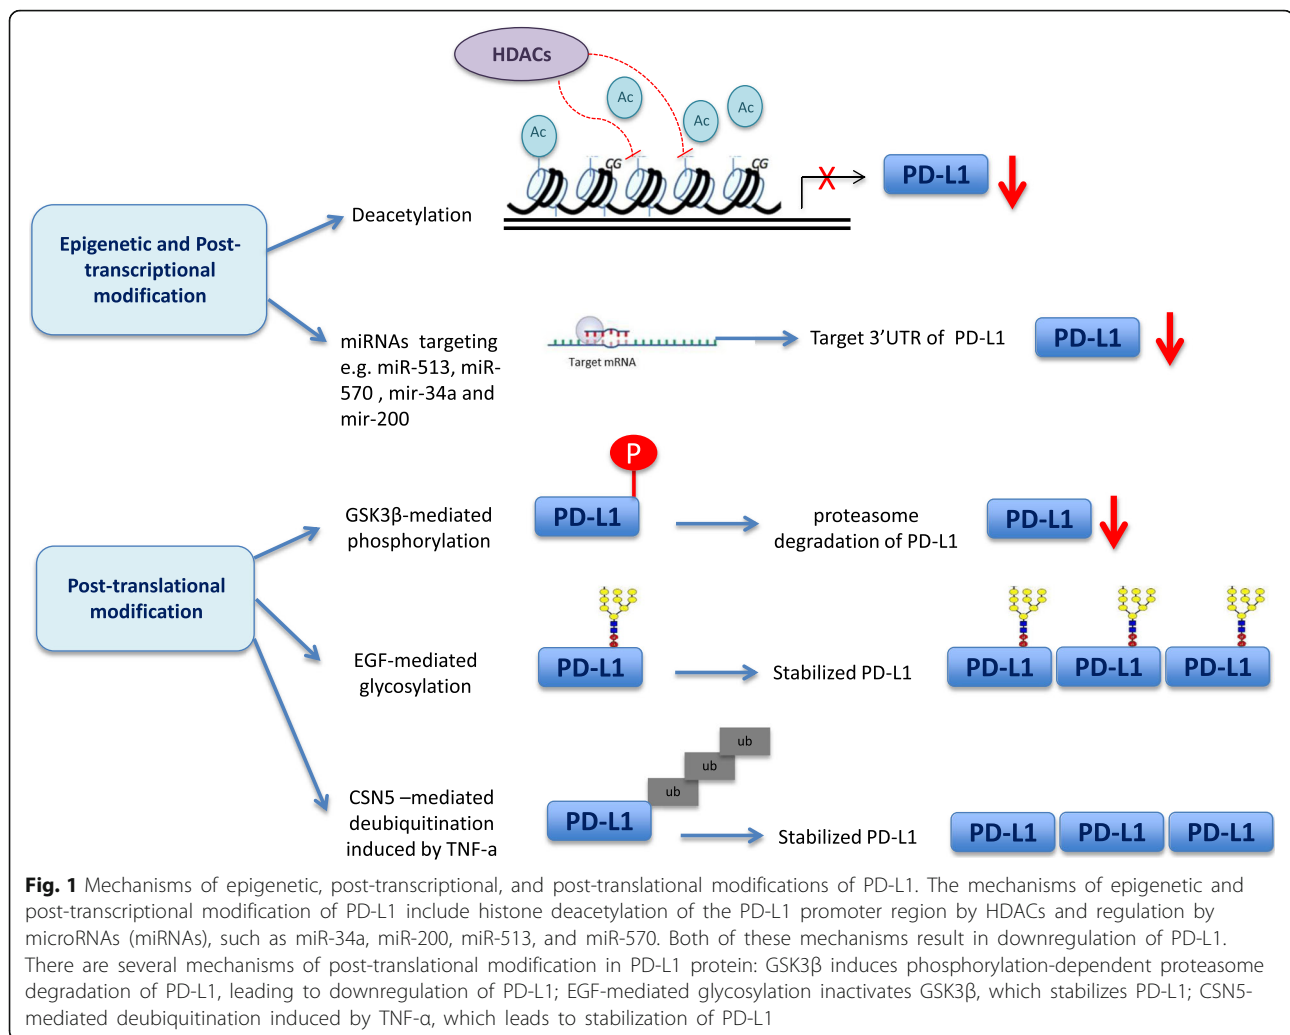 HDACs
Ac
Ac
Ac
Ac
CG
CG
PD-L1
X
Deacetylation
Epigenetic and Post-
transcriptional
modification
miRNAs targeting
e.g. miR-513, miR-
570 , mir-34a and
mir-200
Target mRNA
Target 3’UTR of PD-L1
PD-L1
P
GSK3β-mediated
phosphorylation
PD-L1
proteasome
degradation of PD-L1
PD-L1
Post-translational
modification
EGF-mediated
glycosylation
PD-L1
Stabilized PD-L1
PD-L1
PD-L1
PD-L1
ub
ub
ub
CSN5 –mediated
deubiquitination
induced by TNF-a
PD-L1
Stabilized PD-L1
PD-L1
PD-L1
PD-L1
Fig. 1 Mechanisms of epigenetic, post-transcriptional, and post-translational modifications of PD-L1. The mechanisms of epigenetic and
post-transcriptional modification of PD-L1 include histone deacetylation of the PD-L1 promoter region by HDACs and regulation by
microRNAs (miRNAs), such as miR-34a, miR-200, miR-513, and miR-570. Both of these mechanisms result in downregulation of PD-L1.
There are several mechanisms of post-translational modification in PD-L1 protein: GSK3β induces phosphorylation-dependent proteasome
degradation of PD-L1, leading to downregulation of PD-L1; EGF-mediated glycosylation inactivates GSK3β, which stabilizes PD-L1; CSN5-
mediated deubiquitination induced by TNF-α, which leads to stabilization of PD-L1